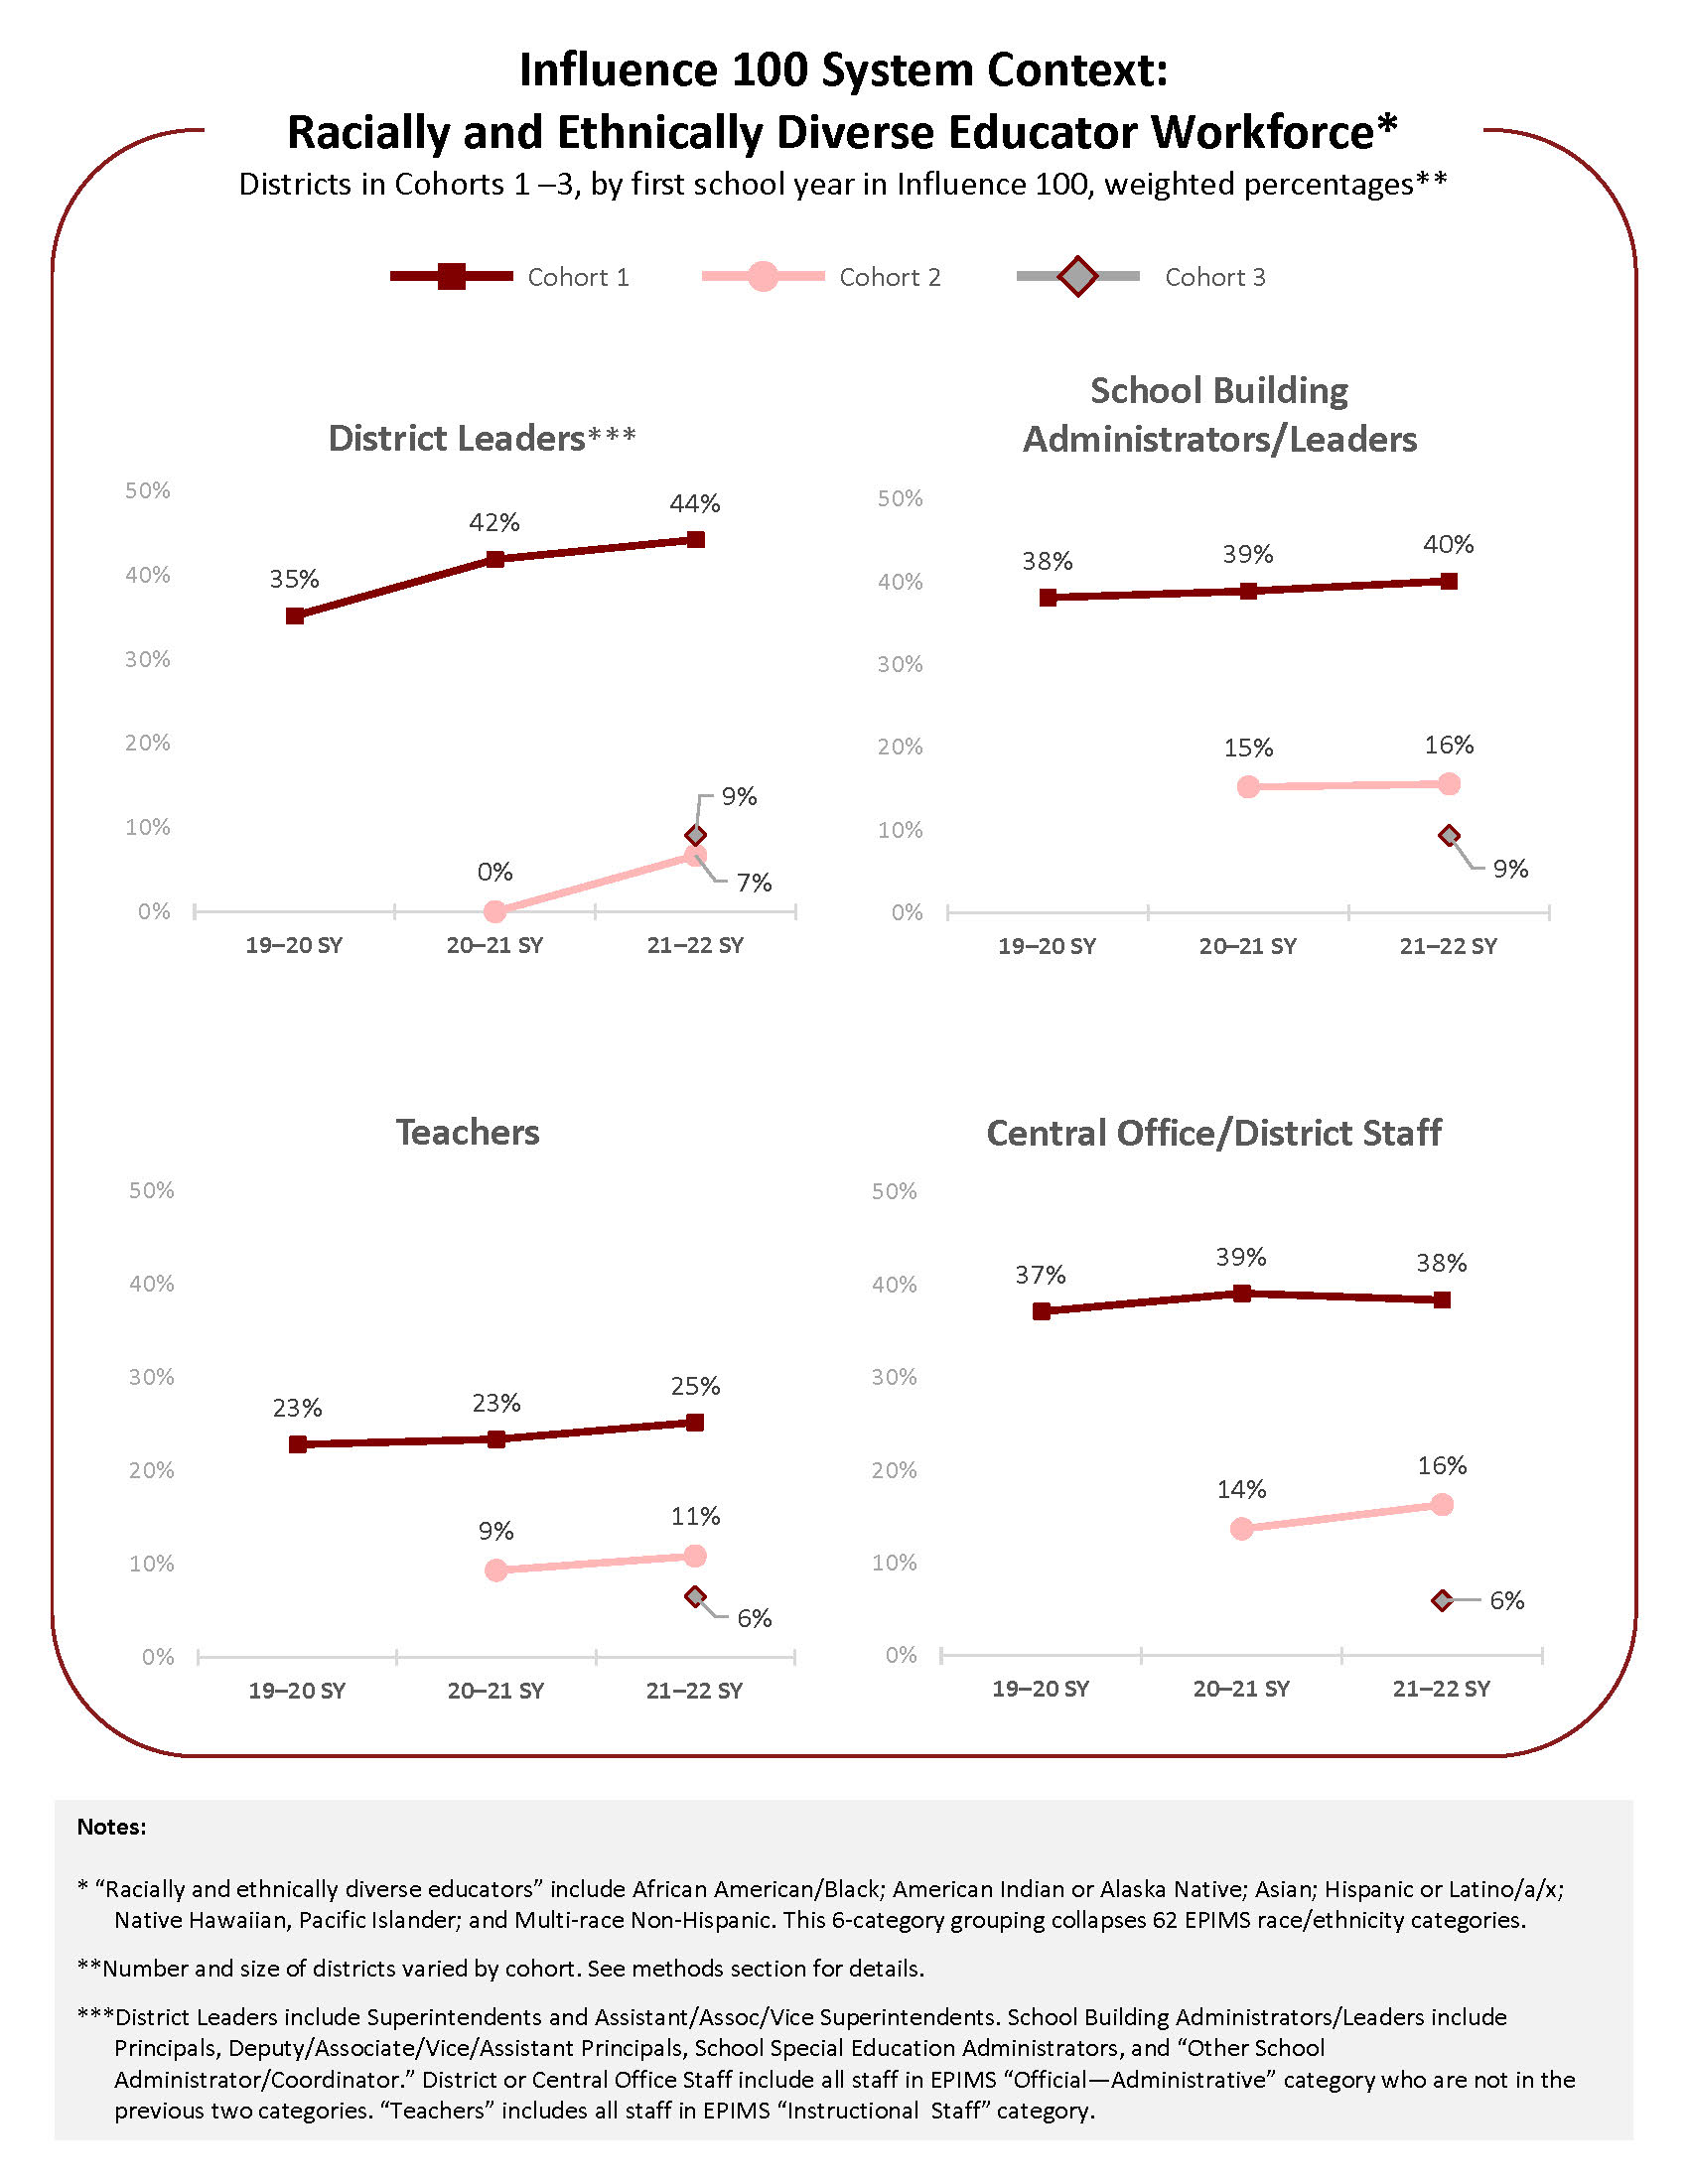 Influence 100 System Context:
Racially and Ethnically Diverse Educator Workforce*
Districts in Cohorts 1 –3, by first school year in Influence 100, weighted percentages**
Cohort 1 Cohort 2 Cohort 3
District Leaders***
50%
40%
30%
20%
10%
0%
35%
42%
44%
0%
9%
7%
19–20 SY 20–21 SY 21–22 SY
School Building
Administrators/Leaders
50%
40%
30%
20%
10%
0%
38%
39%
40%
15%
16%
9%
19–20 SY 20–21 SY 21–22 SY
Teachers
50%
40%
30%
20%
10%
0%
23%
23%
25%
9%
11%
6%
19–20 SY 20–21 SY 21–22 SY
Central Office/District Staff
50%
40%
30%
20%
10%
0%
37%
39%
38%
14%
16%
6%
19–20 SY 20–21 SY 21–22 SY
Notes:
* “Racially and ethnically diverse educators” include African American/Black; American Indian or Alaska Native; Asian; Hispanic or Latino/a/x;
Native Hawaiian, Pacific Islander; and Multi-race Non-Hispanic. This 6-category grouping collapses 62 EPIMS race/ethnicity categories.
**Number and size of districts varied by cohort. See methods section for details.
***District Leaders include Superintendents and Assistant/Assoc/Vice Superintendents. School Building Administrators/Leaders include
Principals, Deputy/Associate/Vice/Assistant Principals, School Special Education Administrators, and “Other School
Administrator/Coordinator.” District or Central Office Staff include all staff in EPIMS “Official—Administrative” category who are not in the
previous two categories. “Teachers” includes all staff in EPIMS “Instructional Staff” category.